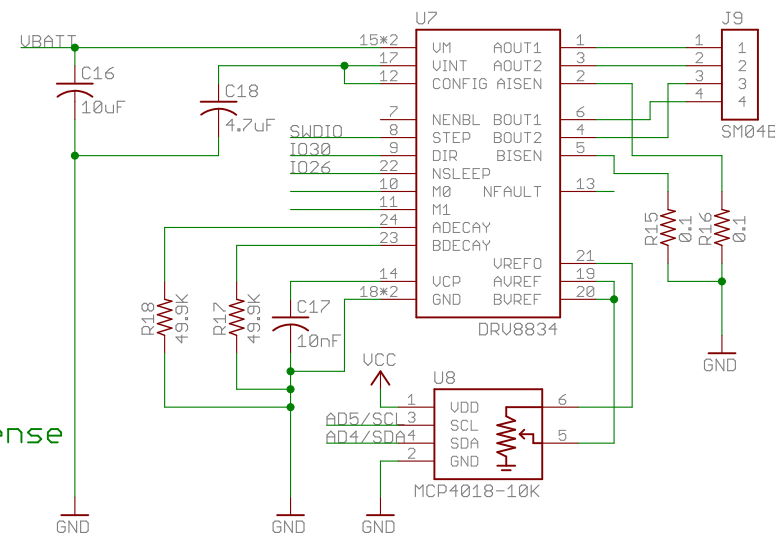 U7
J9
VBATT
15*2
VM
AOUT1
1
1
1
17
VINT
AOUT2
3
2
2
12
CONFIG
AISEN
2
3
3
4
4
SM04B
C16
10uF
C18
4.7uF
7
NENBL
BOUT1
6
SWDIO
8
STEP
BOUT2
4
IO30
9
DIR
BISEN
5
IO26
22
NSLEEP
10
M0
NFAULT
13
11
M1
24
ADECAY
23
BDECAY
R15
0.1
R16
0.1
VREFO
21
14
VCP
AVREF
19
18*2
GND
BVREF
20
DRV8834
R18
49.9K
R17
49.9K
C17
10nF
GND
VCC
U8
1
VDD
6
AD5/SCL
3
SCL
AD4/SDA
4
SDA
5
2
GND
MCP4018-10K
ense
GND
GND
GND